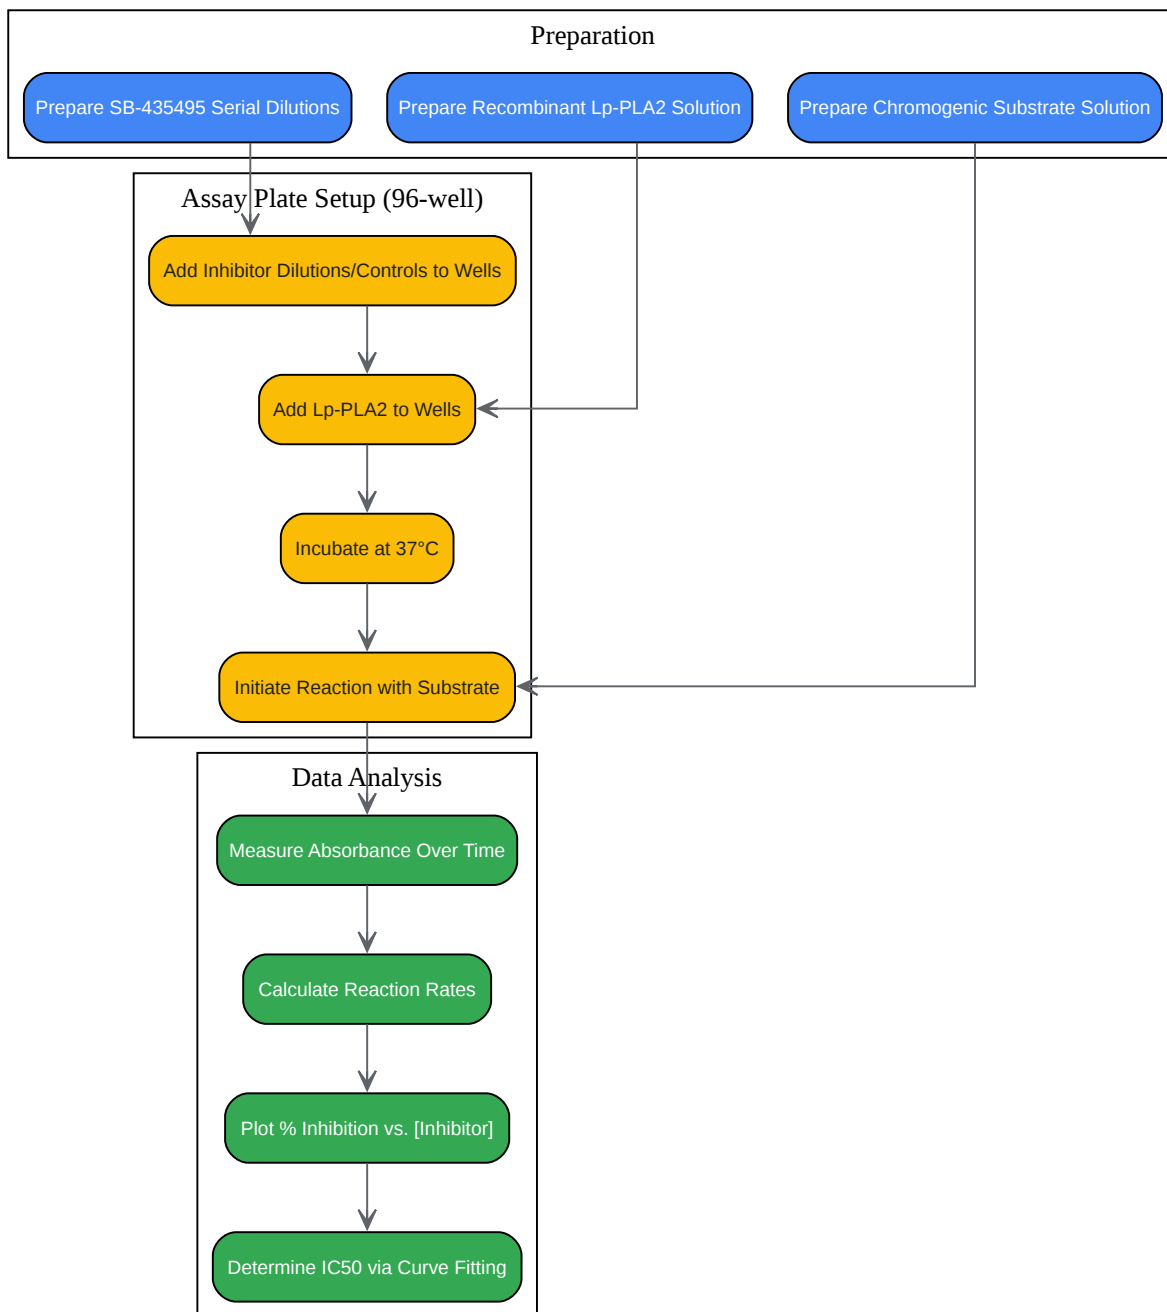 Preparation
Prepare SB-435495 Serial Dilutions
Prepare Recombinant Lp-PLA2 Solution
Prepare Chromogenic Substrate Solution
Assay Plate Setup (96-well)
Add Inhibitor Dilutions/Controls to Wells
Add Lp-PLA2 to Wells
Incubate at 37°C
Initiate Reaction with Substrate
Data Analysis
Measure Absorbance Over Time
Calculate Reaction Rates
Plot % Inhibition vs. [Inhibitor]
Determine IC50 via Curve Fitting